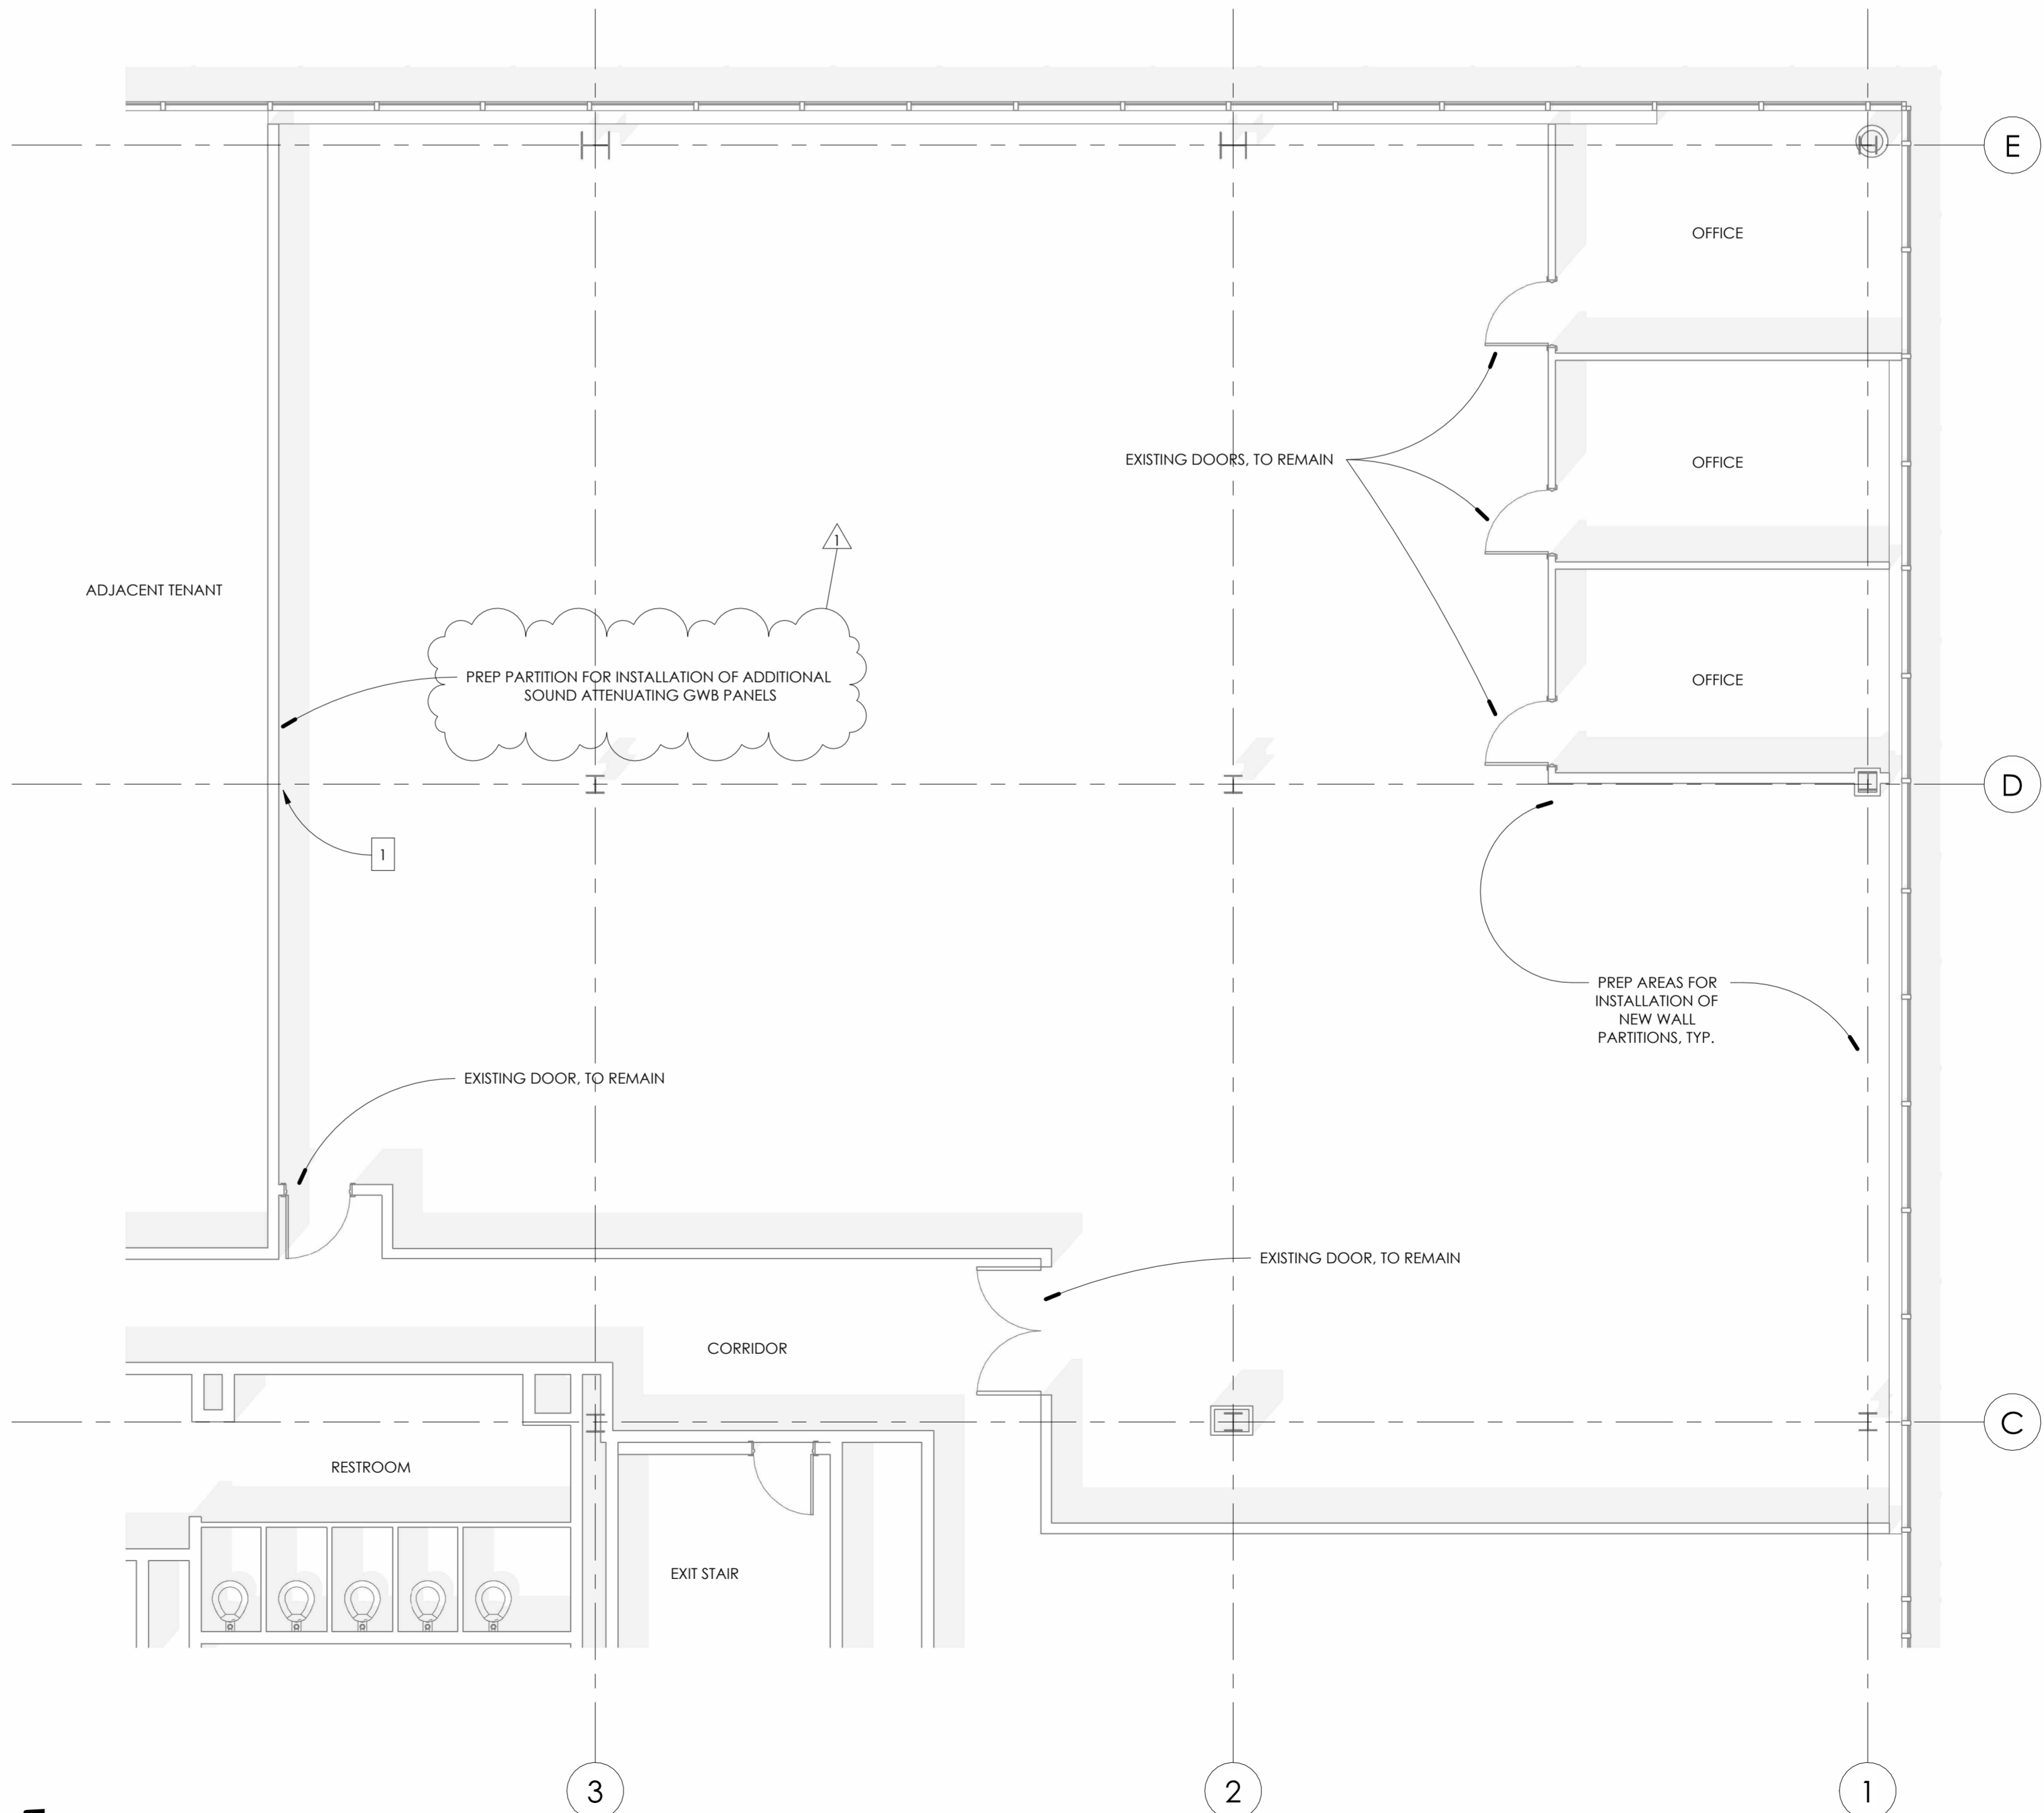 E
OFFICE
EXISTING DOORS, TO REMAIN
OFFICE
1
ADJACENT TENANT
PREP PARTITION FOR INSTALLATION OF ADDITIONAL
SOUND ATTENUATING GWB PANELS
OFFICE
D
1
PREP AREAS FOR
INSTALLATION OF
NEW WALL
PARTITIONS, TYP.
EXISTING DOOR, TO REMAIN
EXISTING DOOR, TO REMAIN
CORRIDOR
C
RESTROOM
EXIT STAIR
3
2
1